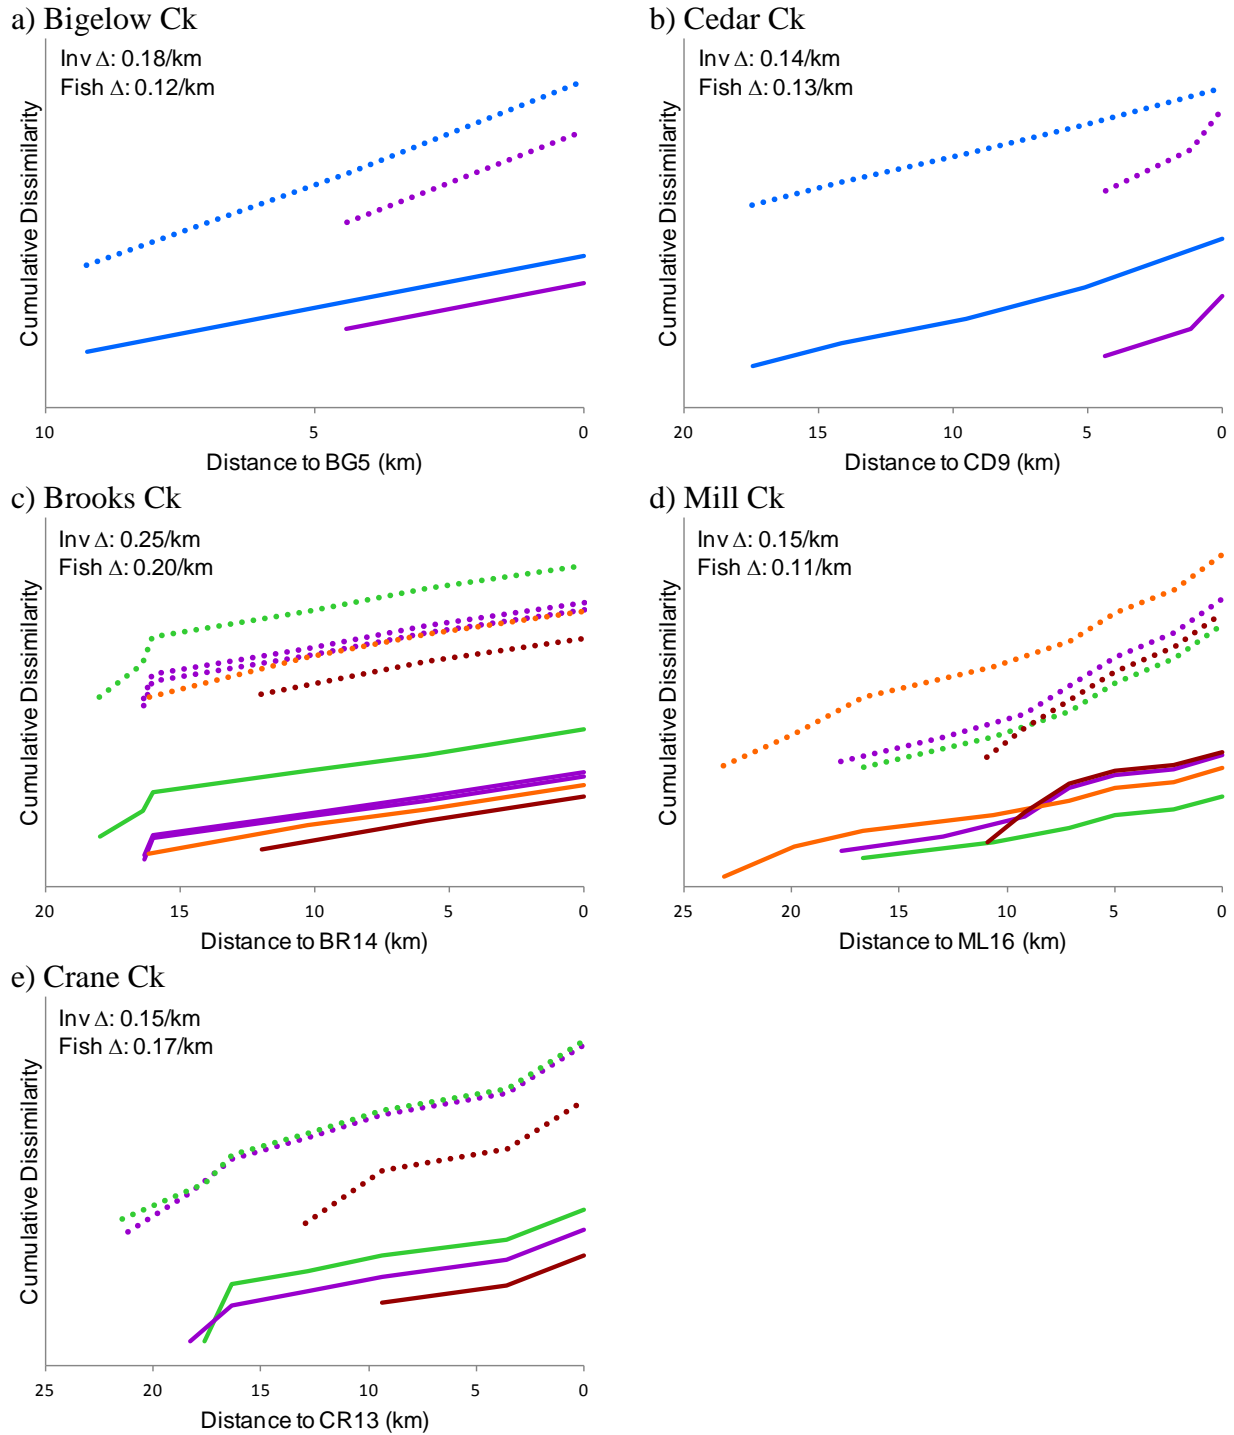 a) Bigelow Ck
Inv Δ: 0.18/km
Fish Δ: 0.12/km
Cumulative Dissimilarity
10 5 0
Distance to BG5 (km)
b) Cedar Ck
Inv Δ: 0.14/km
Fish Δ: 0.13/km
Cumulative Dissimilarity
20 15 10 5 0
Distance to CD9 (km)
c) Brooks Ck
Inv Δ: 0.25/km
Fish Δ: 0.20/km
Cumulative Dissimilarity
20 15 10 5 0
Distance to BR14 (km)
d) Mill Ck
Inv Δ: 0.15/km
Fish Δ: 0.11/km
Cumulative Dissimilarity
25 20 15 10 5 0
Distance to ML16 (km)
e) Crane Ck
Inv Δ: 0.15/km
Fish Δ: 0.17/km
Cumulative Dissimilarity
25 20 15 10 5 0
Distance to CR13 (km)